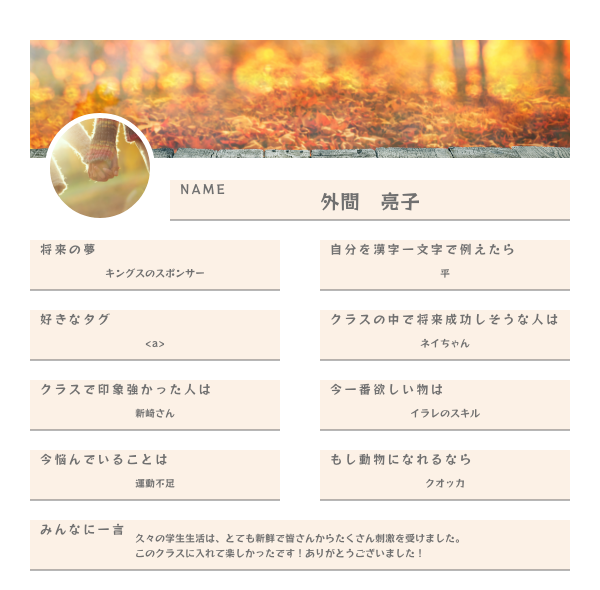 NAME
外間　亮子
将来の夢
キングスのスポンサー
自分を漢字一文字で例えたら
平
好きなタグ
<a>
クラスの中で将来成功しそうな人は
ネイちゃん
クラスで印象強かった人は
新﨑さん
今一番欲しい物は
イラレのスキル
今悩んでいることは
運動不足
もし動物になれるなら
クオッカ
みんなに一言
久々の学生生活は、とても新鮮で皆さんからたくさん刺激を受けました。
このクラスに入れて楽しかったです！ありがとうございました！